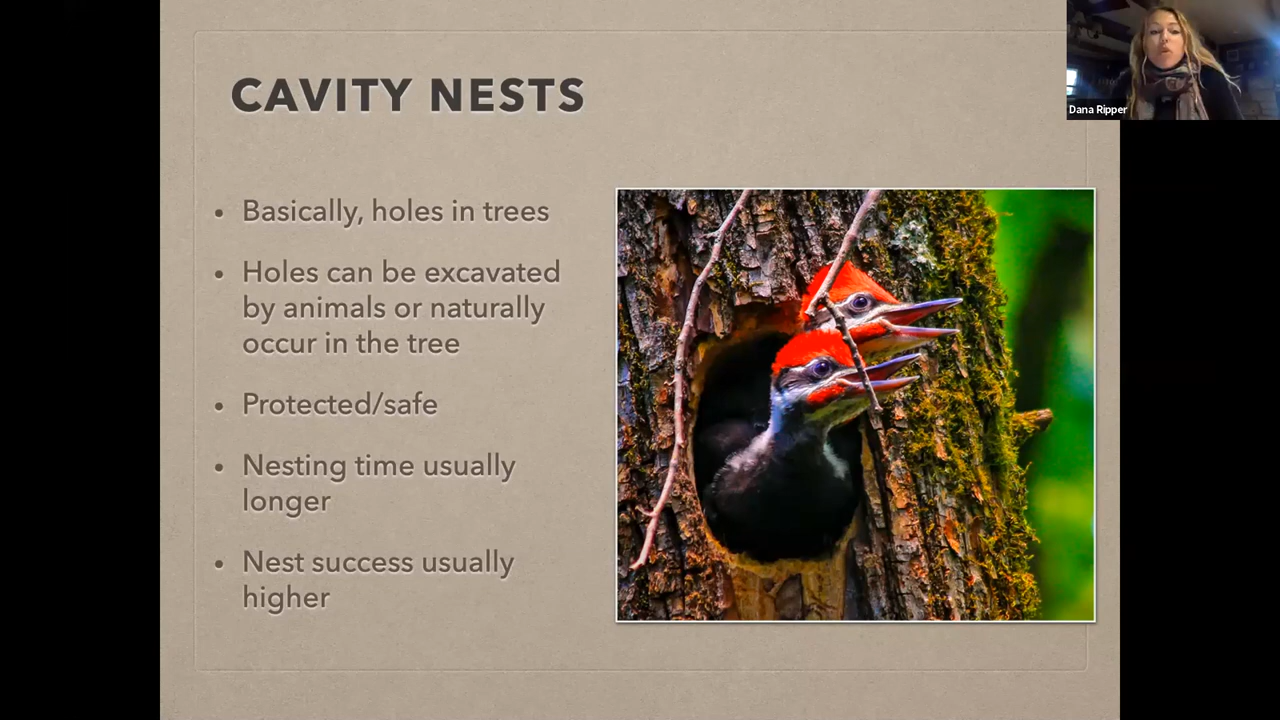 CAVITY NESTS
Dana Ripper
• Basically, holes in trees
• Holes can be excavated
by animals or naturally
occur in the tree
• Protected/safe
• Nesting time usually
longer
• Nest success usually
higher